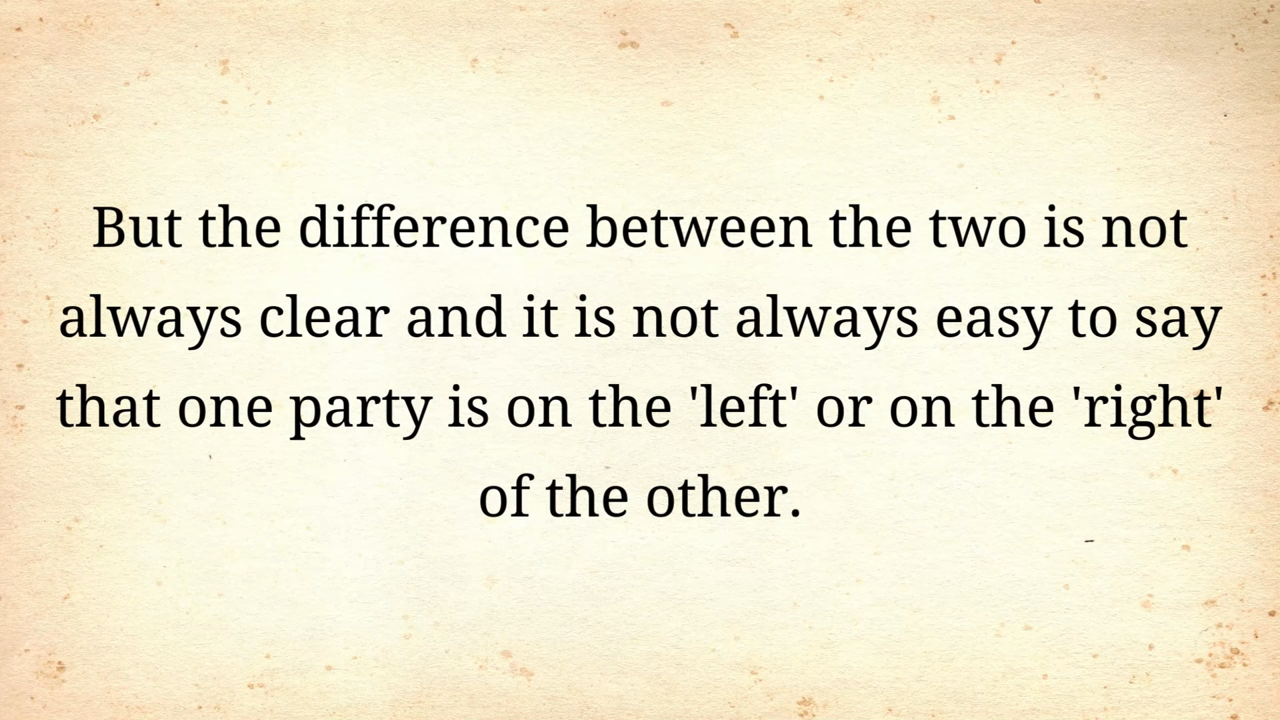 But the difference between the two is not
always clear and it is not always easy to say
that one party is on the 'left' or on the 'right'
of the other.